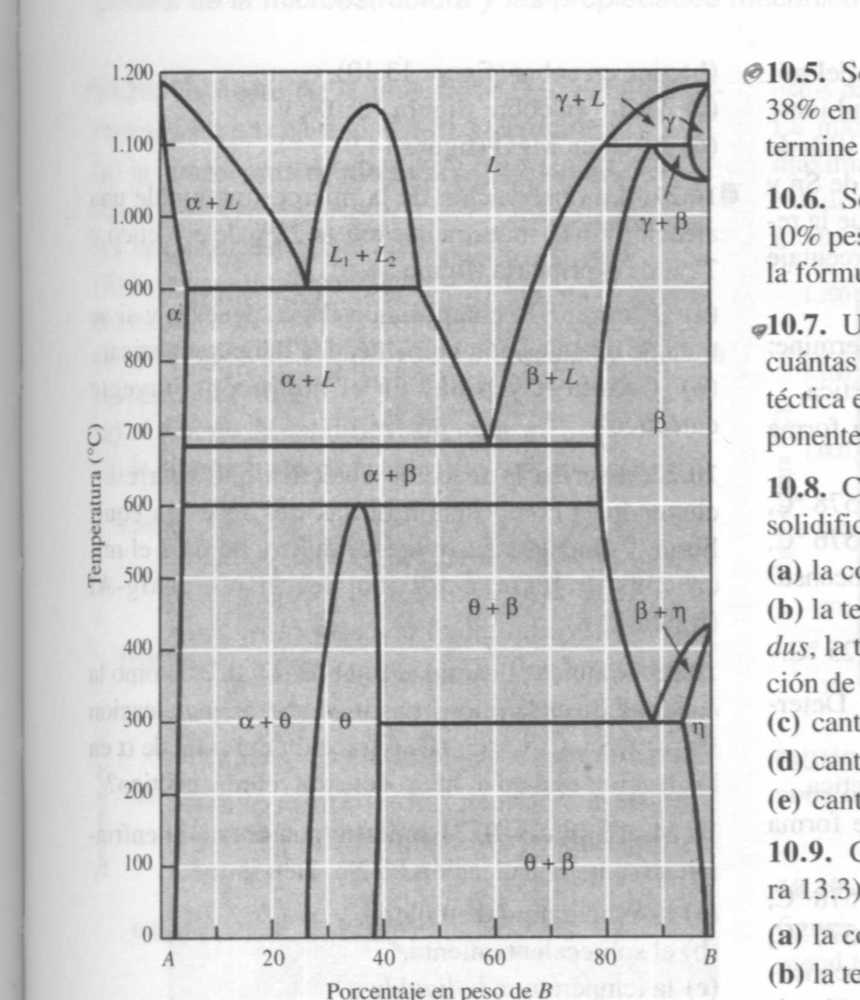 1.200
1.100
1.000
900
800
700
600
500
400
300
200
100
0
Temperatura (°C)
A
20
40
60
80
B
Porcentaje en peso de B
γ + L
γ
L
α + L
γ + β
L₁ + L₂
α
α + L
β + L
β
α + β
θ + β
β + η
α + θ
θ
η
θ + β
10.5.
38% en
termine
10.6.
10% pes
la fórmu
10.7. U
cuántas
téctica e
ponente
10.8. C
solidific
(a) la co
(b) la te
dus, la t
ción de
(c) cant
(d) cant
(e) cant
10.9.
ra 13.3)
(a) la co
(b) la te